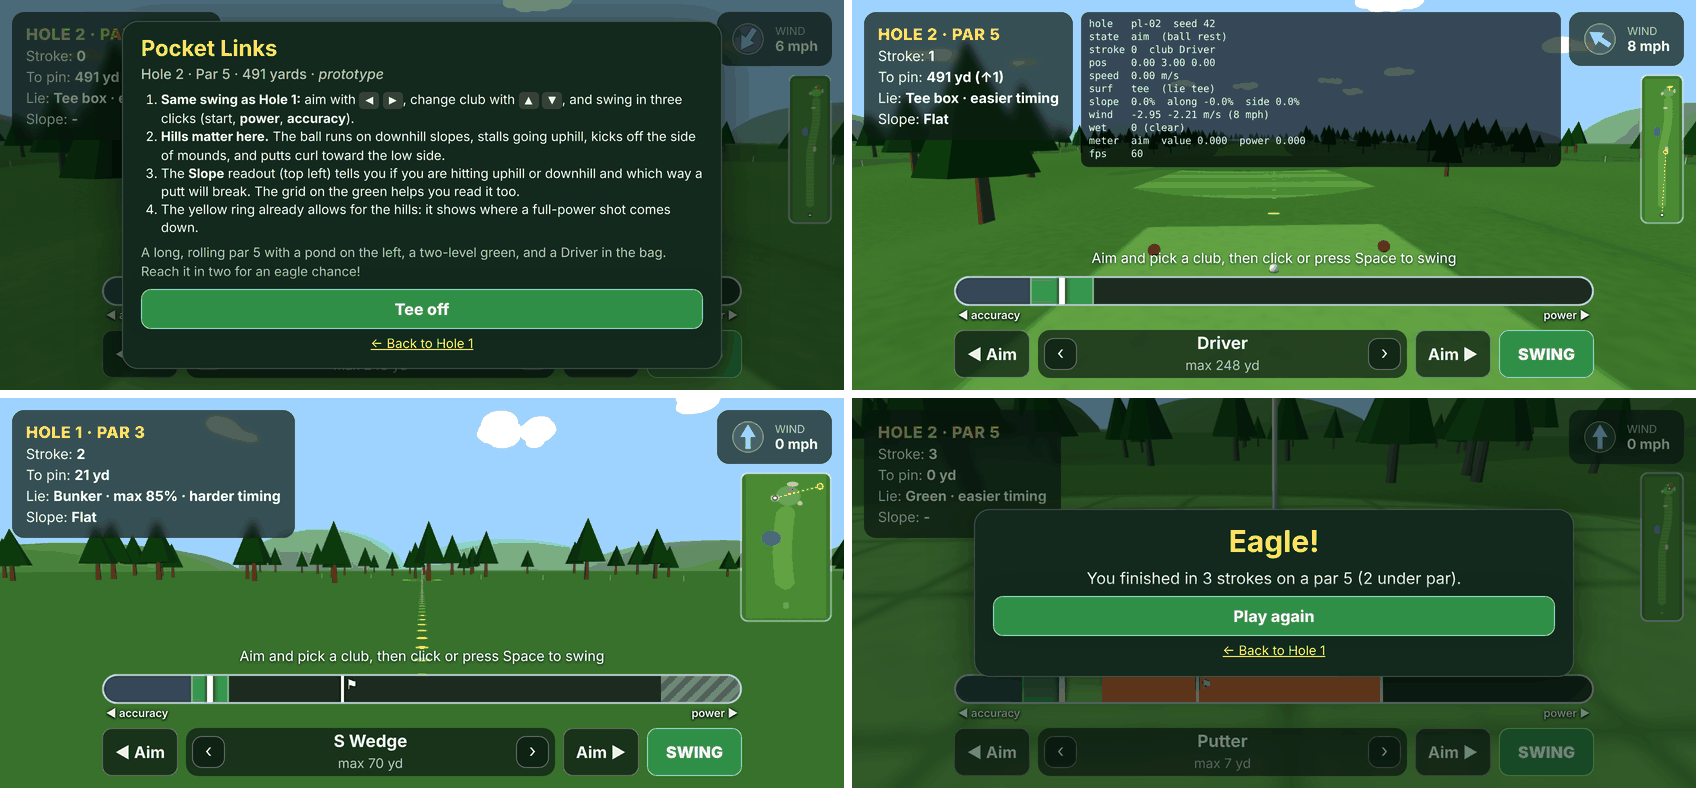 HOLE 2 · PA
Stroke: 0
To pin: 491 yd
Lie: Tee box · e
Slope: -
Pocket Links
Hole 2 · Par 5 · 491 yards · prototype
1. Same swing as Hole 1: aim with ◀ ▶, change club with ▲ ▼, and swing in three
clicks (start, power, accuracy).
2. Hills matter here. The ball runs on downhill slopes, stalls going uphill, kicks off the side
of mounds, and putts curl toward the low side.
3. The Slope readout (top left) tells you if you are hitting uphill or downhill and which way a
putt will break. The grid on the green helps you read it too.
4. The yellow ring already allows for the hills: it shows where a full-power shot comes
down.
A long, rolling par 5 with a pond on the left, a two-level green, and a Driver in the bag.
Reach it in two for an eagle chance!
Tee off
← Back to Hole 1
WIND
6 mph
HOLE 2 · PAR 5
Stroke: 1
To pin: 491 yd (↑1)
Lie: Tee box · easier timing
Slope: Flat
hole pl-02 seed 42
state aim (ball rest)
stroke 0 club Driver
pos 0.00 3.00 0.00
speed 0.00 m/s
surf tee (lie tee)
slope 0.0% along -0.0% side 0.0%
wind -2.95 -2.21 m/s (8 mph)
wet 0 (clear)
meter aim value 0.000 power 0.000
fps 60
WIND
8 mph
Aim and pick a club, then click or press Space to swing
◀ accuracy
power ▶
◀ Aim
‹
Driver
max 248 yd
›
Aim ▶
SWING
HOLE 1 · PAR 3
Stroke: 2
To pin: 21 yd
Lie: Bunker · max 85% · harder timing
Slope: Flat
WIND
0 mph
Aim and pick a club, then click or press Space to swing
◀ accuracy
power ▶
◀ Aim
‹
S Wedge
max 70 yd
›
Aim ▶
SWING
HOLE 2 · PAR 5
Stroke: 3
To pin: 0 yd
Lie: Green · easier timing
Slope: -
WIND
0 mph
Eagle!
You finished in 3 strokes on a par 5 (2 under par).
Play again
← Back to Hole 1
◀ accuracy
power ▶
◀ Aim
‹
Putter
max 7 yd
›
Aim ▶
SWING